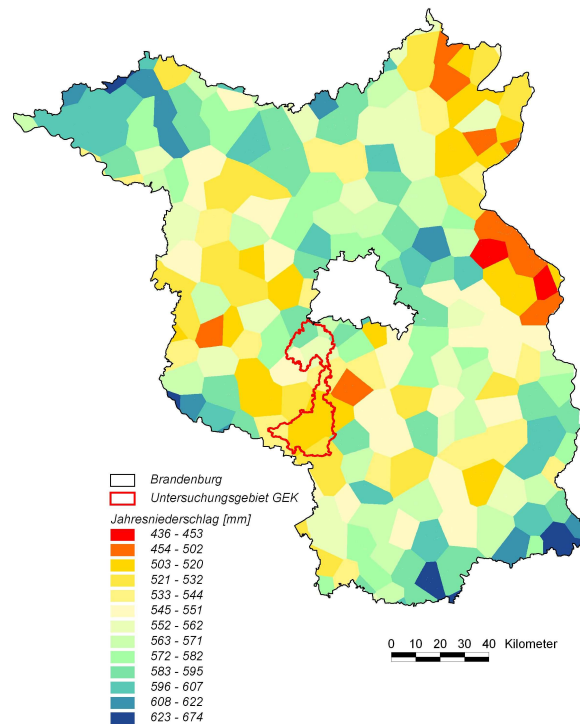 Brandenburg
Untersuchungsgebiet GEK
Jahresniederschlag [mm]
436 - 453
454 - 502
503 - 520
521 - 532
533 - 544
545 - 551
552 - 562
563 - 571
572 - 582
583 - 595
596 - 607
608 - 622
623 - 674
0 10 20 30 40 Kilometer